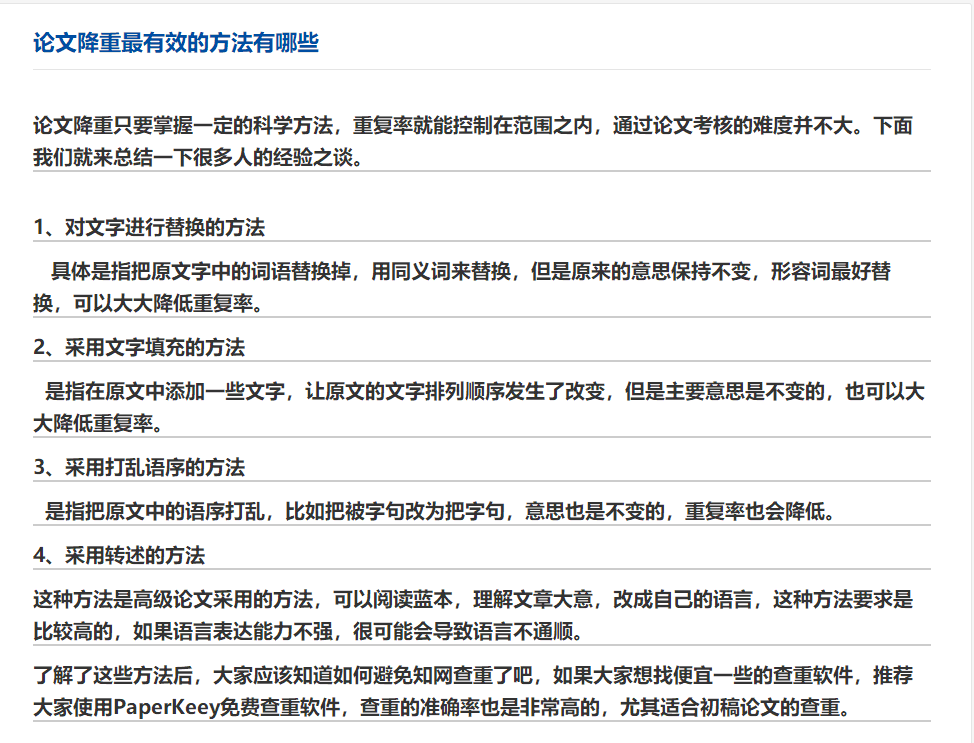 论文降重最有效的方法有哪些
论文降重只要掌握一定的科学方法，重复率就能控制在范围之内，通过论文考核的难度并不大。下面
我们就来总结一下很多人的经验之谈。
1、对文字进行替换的方法
具体是指把原文字中的词语替换掉，用同义词来替换，但是原来的意思保持不变，形容词最好替
换，可以大大降低重复率。
2、采用文字填充的方法
是指在原文中添加一些文字，让原文的文字排列顺序发生了改变，但是主要意思是不变的，也可以大
大降低重复率。
3、采用打乱语序的方法
是指把原文中的语序打乱，比如把被字句改为把字句，意思也是不变的，重复率也会降低。
4、采用转述的方法
这种方法是高级论文采用的方法，可以阅读蓝本，理解文章大意，改成自己的语言，这种方法要求是
比较高的，如果语言表达能力不强，很可能会导致语言不通顺。
了解了这些方法后，大家应该知道如何避免知网查重了吧，如果大家想找便宜一些的查重软件，推荐
大家使用PaperKeey免费查重软件，查重的准确率也是非常高的，尤其适合初稿论文的查重。